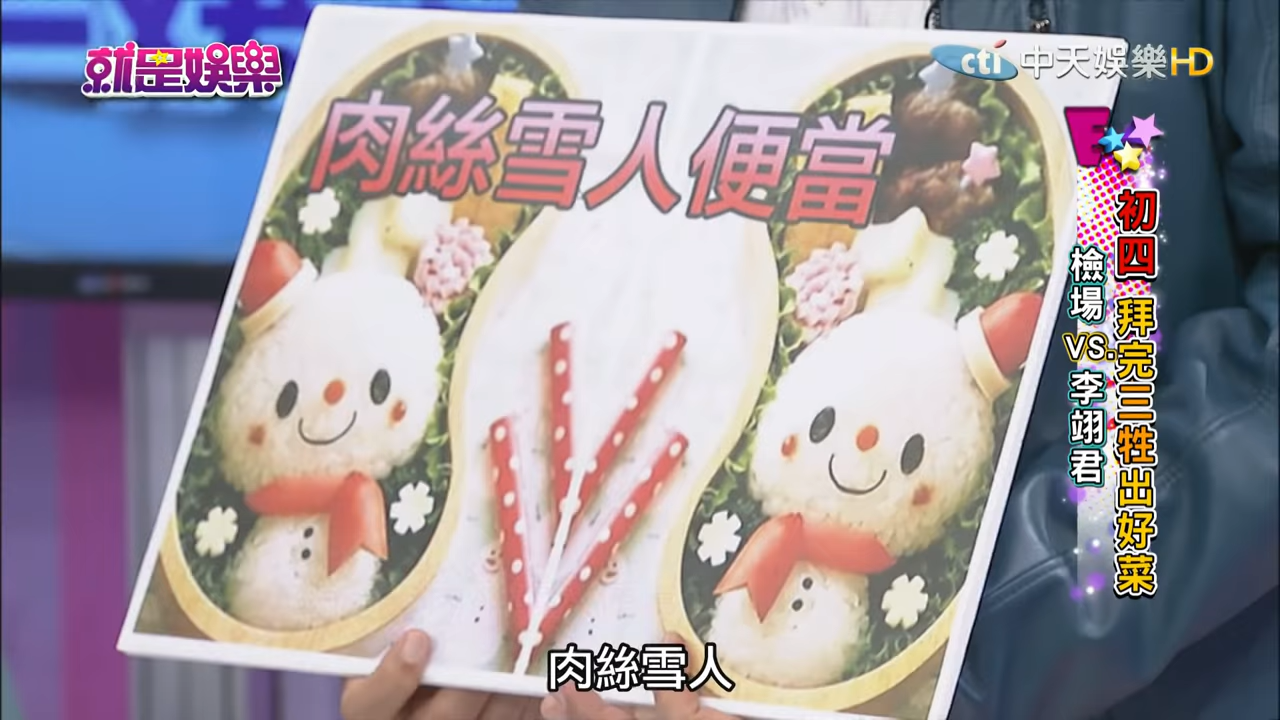 就是娛樂
cti 中天娛樂HD
肉絲雪人便當
初四 拜完三牲出好菜
檢場 VS. 李翊君
肉絲雪人